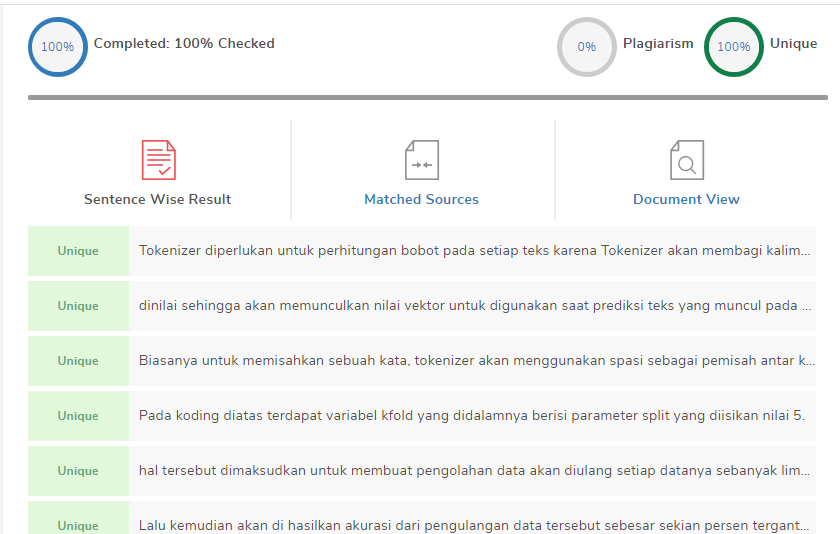 100% Completed: 100% Checked 0% Plagiarism 100% Unique
Sentence Wise Result Matched Sources Document View
Unique Tokenizer diperlukan untuk perhitungan bobot pada setiap teks karena Tokenizer akan membagi kalim...
Unique dinilai sehingga akan memunculkan nilai vektor untuk digunakan saat prediksi teks yang muncul pada ...
Unique Biasanya untuk memisahkan sebuah kata, tokenizer akan menggunakan spasi sebagai pemisah antar k...
Unique Pada koding diatas terdapat variabel kfold yang didalamnya berisi parameter split yang diisikan nilai 5.
Unique hal tersebut dimaksudkan untuk membuat pengolahan data akan diulang setiap datanya sebanyak lim...
Unique Lalu kemudian akan di hasilkan akurasi dari pengulangan data tersebut sebesar sekian persen tergant...